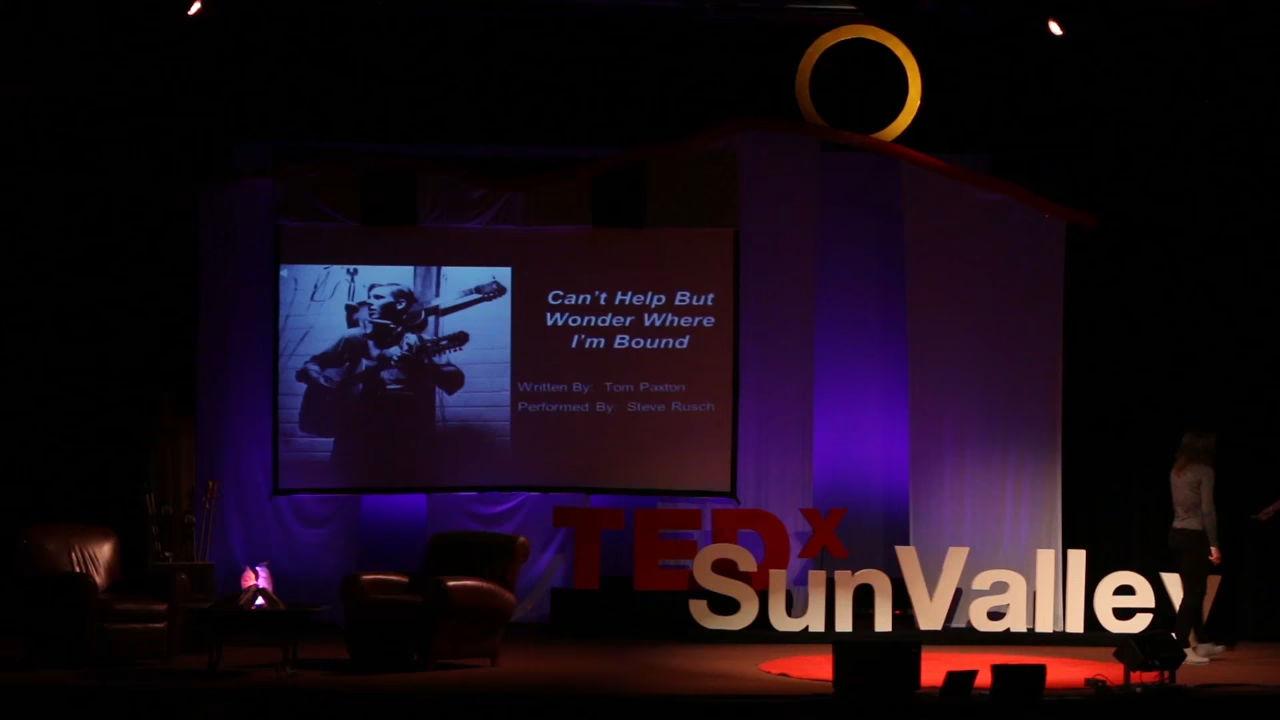 Can't Help But
Wonder Where
I'm Bound
Written By: Tom Paxton
Performed By: Steve Rusch
TEDx
SunValley